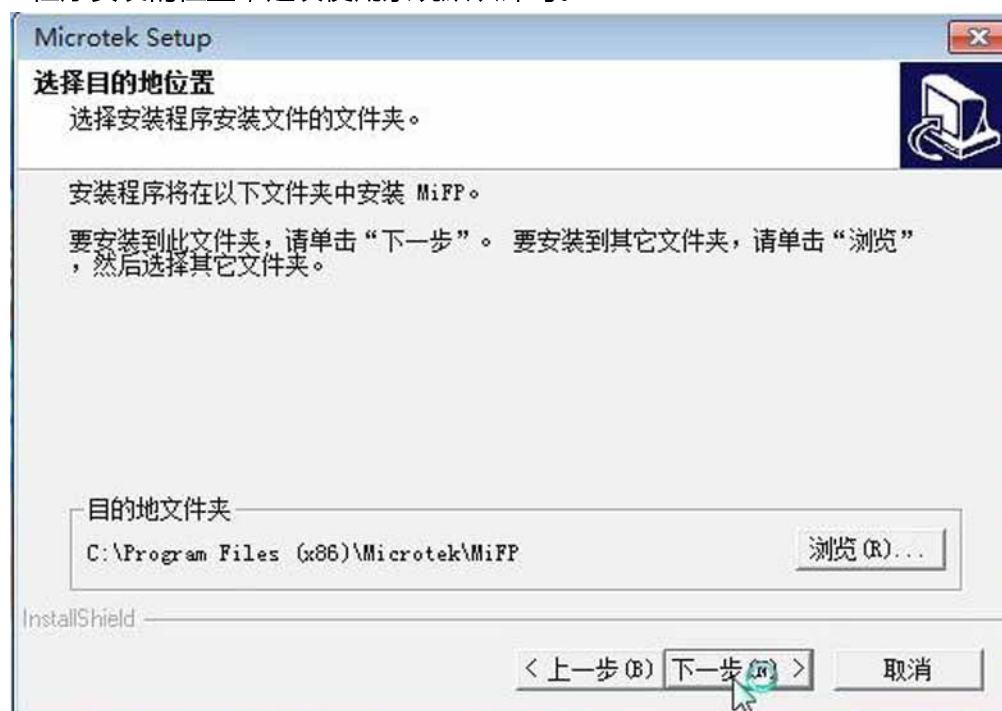 Microtek Setup
选择目的地位置
选择安装程序安装文件的文件夹。
安装程序将在以下文件夹中安装 MiFP。
要安装到此文件夹，请单击“下一步”。 要安装到其它文件夹，请单击“浏览”
，然后选择其它文件夹。
目的地文件夹
C:\Program Files (x86)\Microtek\MiFP
浏览(R)...
InstallShield
< 上一步(B)
下一步(N) >
取消